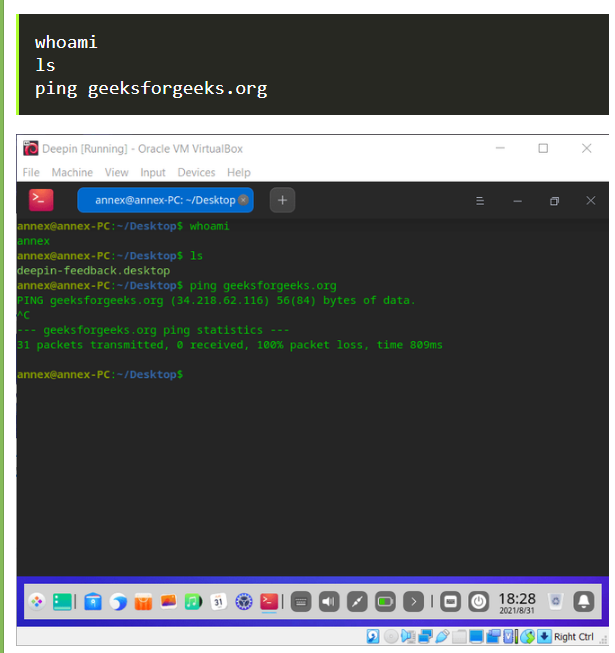 whoami
ls
ping geeksforgeeks.org
Deepin [Running] - Oracle VM VirtualBox
File Machine View Input Devices Help
annex@annex-PC: ~/Desktop
annex@annex-PC:~/Desktop$ whoami
annex
annex@annex-PC:~/Desktop$ ls
deepin-feedback.desktop
annex@annex-PC:~/Desktop$ ping geeksforgeeks.org
PING geeksforgeeks.org (34.218.62.116) 56(84) bytes of data.
^C
--- geeksforgeeks.org ping statistics ---
31 packets transmitted, 0 received, 100% packet loss, time 809ms
annex@annex-PC:~/Desktop$
31
18:28
2021/8/31
Right Ctrl